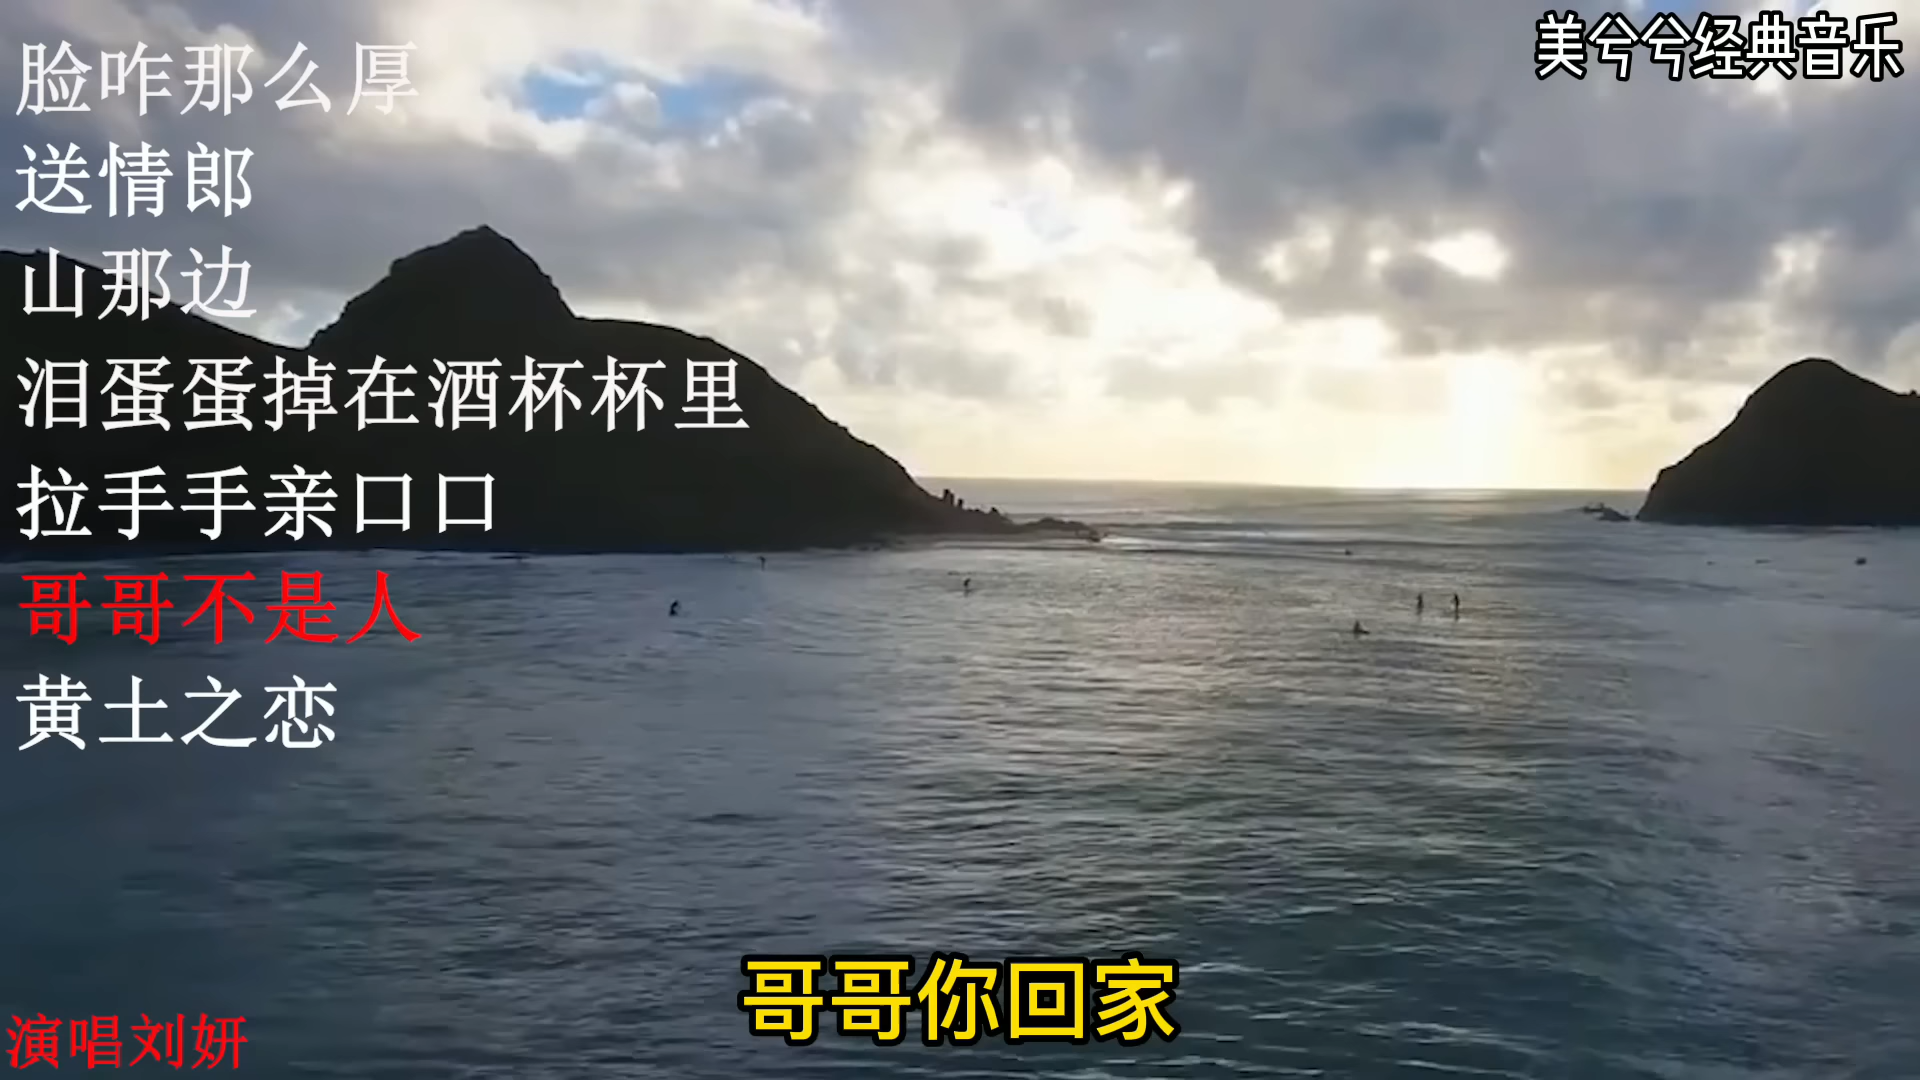 美兮兮经典音乐
脸咋那么厚
送情郎
山那边
泪蛋蛋掉在酒杯杯里
拉手手亲口口
哥哥不是人
黄土之恋
哥哥你回家
演唱刘妍